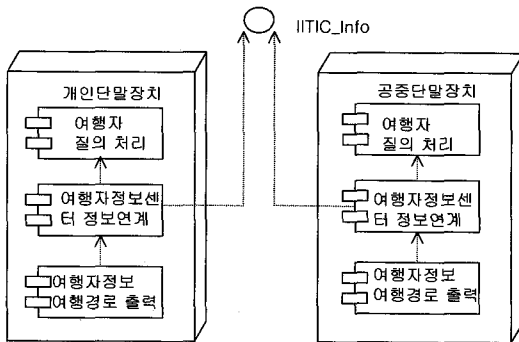 IITIC_Info
개인단말장치
여행자
질의 처리
여행자정보센
터 정보연계
여행자정보
여행경로 출력
공중단말장치
여행자
질의 처리
여행자정보센
터 정보연계
여행자정보
여행경로 출력